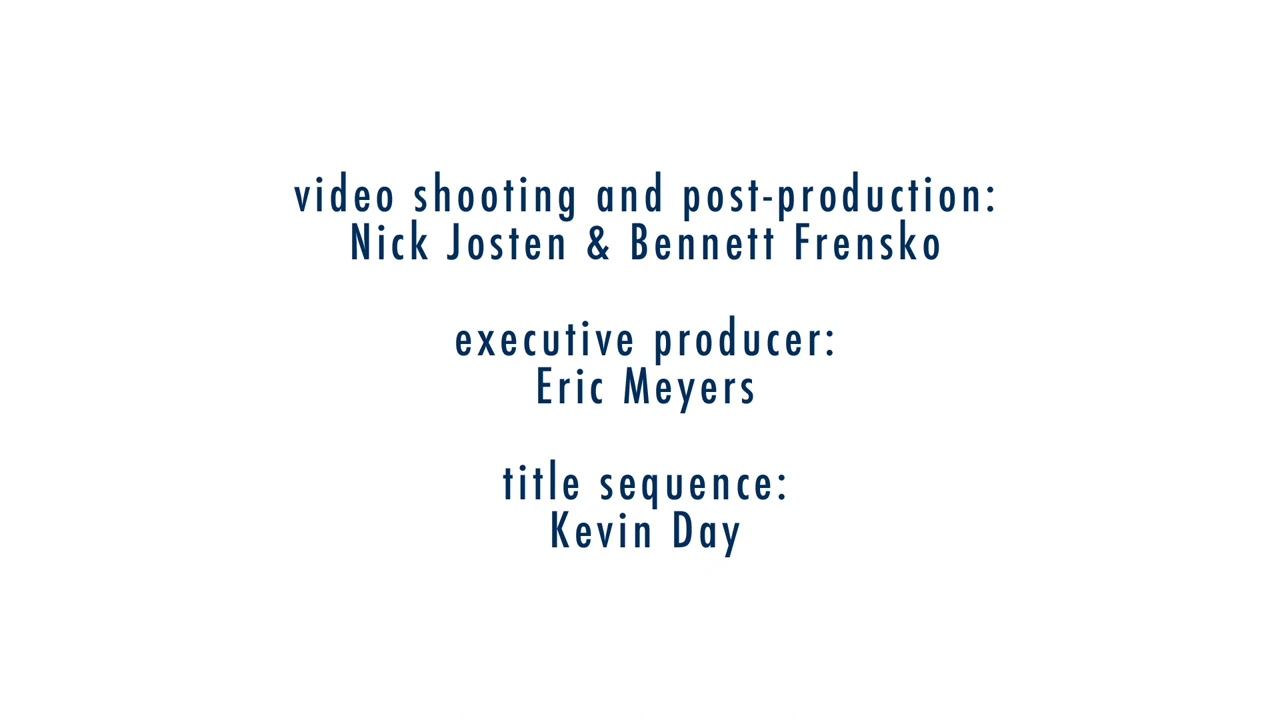 video shooting and post-production:
Nick Josten & Bennett Frensko
executive producer:
Eric Meyers
title sequence:
Kevin Day